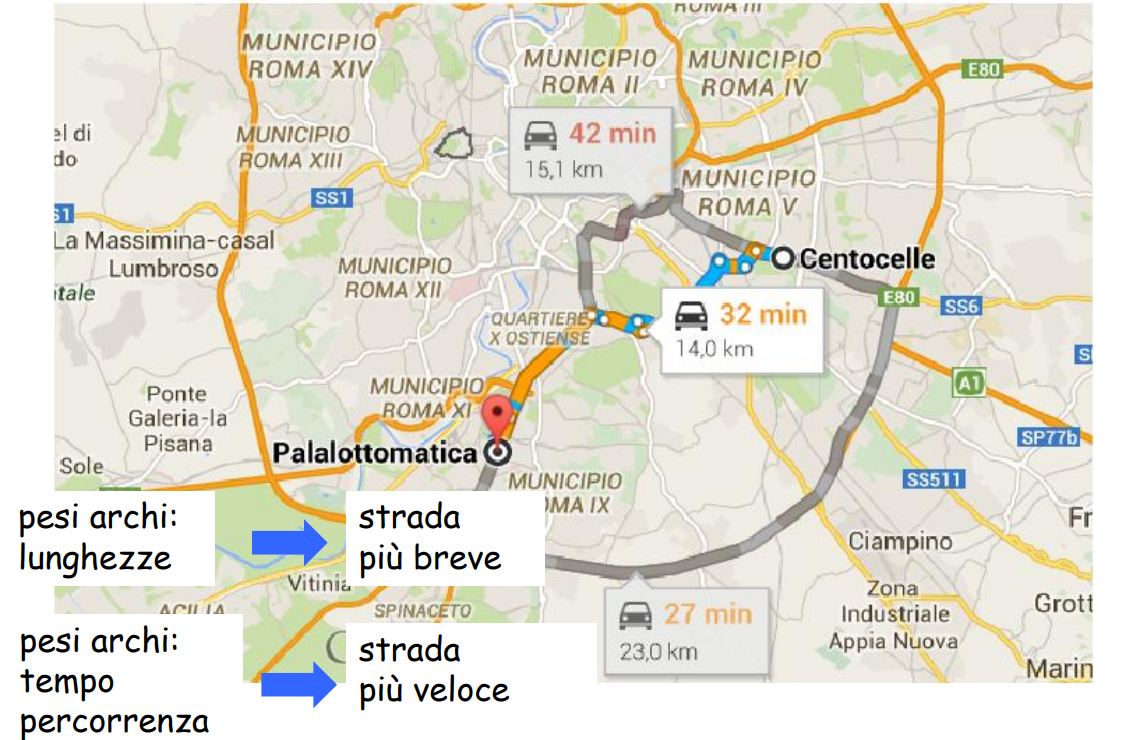 ROMA III
MUNICIPIO
ROMA XIV
MUNICIPIO
ROMA II
MUNICIPIO
ROMA IV
E80
el di
do
MUNICIPIO
ROMA XIII
42 min
15,1 km
SS1
MUNICIPIO
ROMA V
S1
La Massimina-casal
Lumbroso
Centocelle
tale
MUNICIPIO
ROMA XII
E80
SS6
QUARTIERE
X OSTIENSE
32 min
14,0 km
A1
MUNICIPIO
ROMA XI
Ponte
Galeria-la
Pisana
SP77b
Palalottomatica
Sole
MUNICIPIO
OMA IX
SS511
pesi archi:
lunghezze
strada
più breve
Fr
Ciampino
Vitinia
Zona
Industriale
Appia Nuova
Grott
ACILIA
SPINACETO
27 min
23,0 km
Marin
pesi archi:
tempo
percorrenza
strada
più veloce